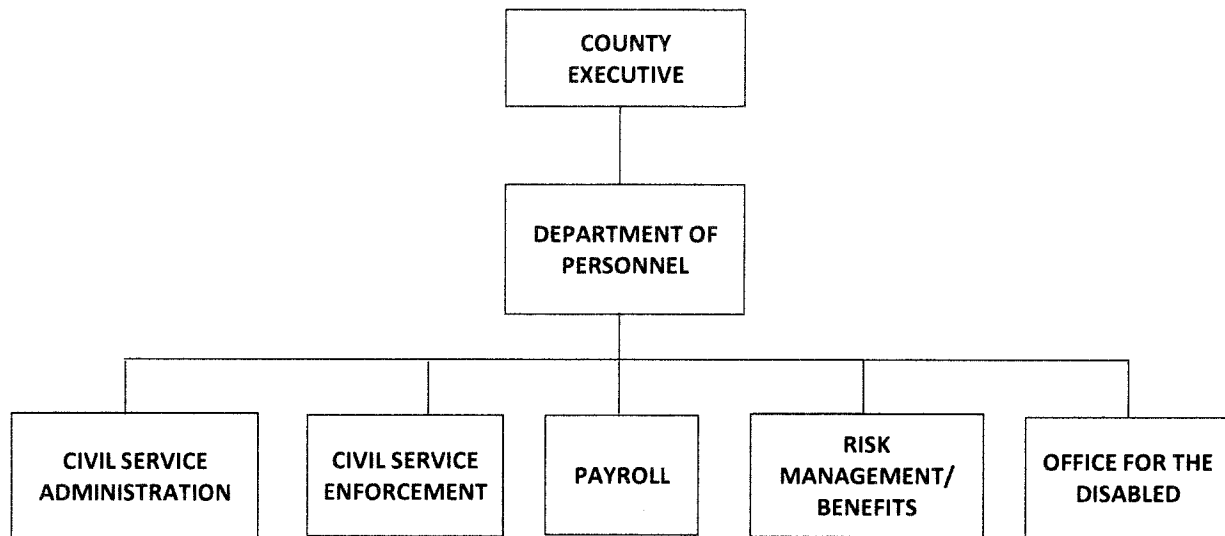 COUNTY
EXECUTIVE
DEPARTMENT OF
PERSONNEL
CIVIL SERVICE
ADMINISTRATION
CIVIL SERVICE
ENFORCEMENT
PAYROLL
RISK
MANAGEMENT/
BENEFITS
OFFICE FOR THE
DISABLED